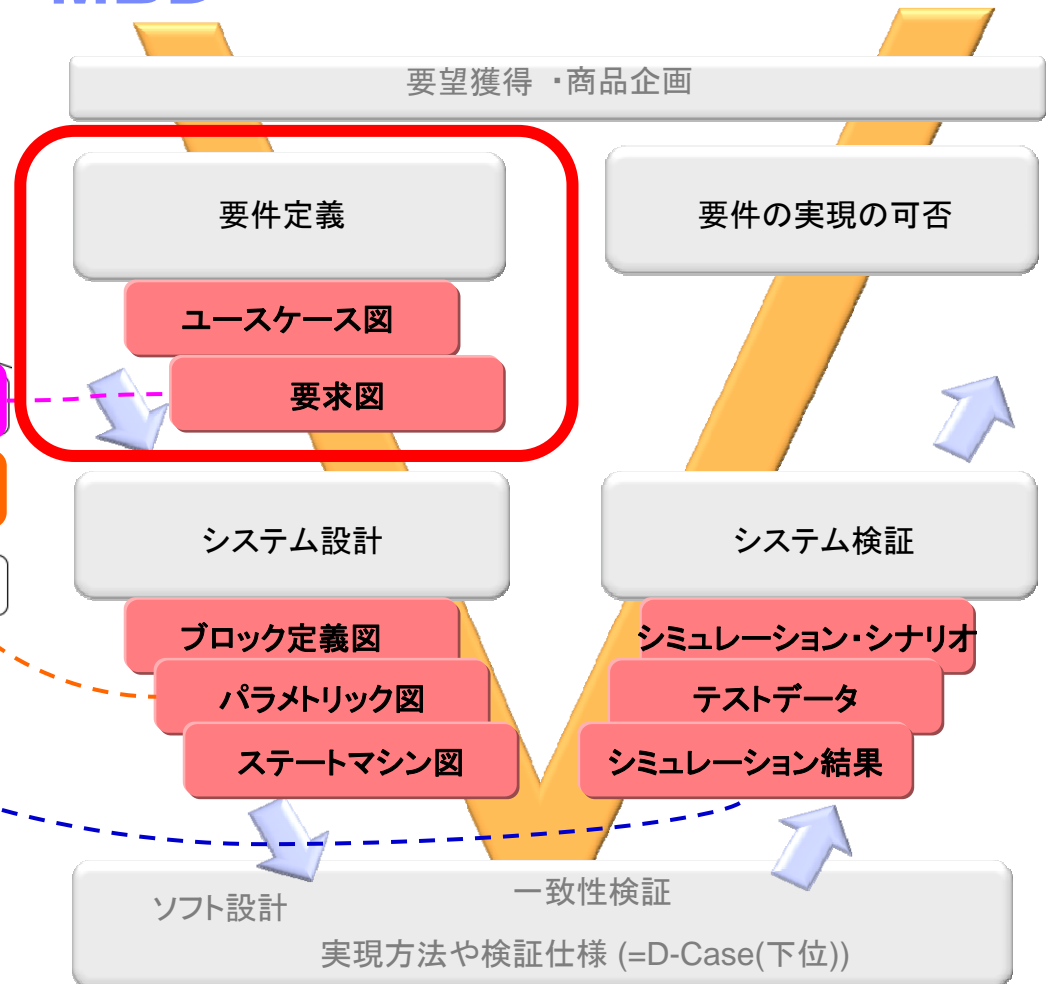 要望獲得 ・商品企画
要件定義
要件の実現の可否
ユースケース図
要求図
システム設計
システム検証
ブロック定義図
シミュレーション・シナリオ
パラメトリック図
テストデータ
ステートマシン図
シミュレーション結果
ソフト設計
一致性検証
実現方法や検証仕様 (=D-Case(下位))